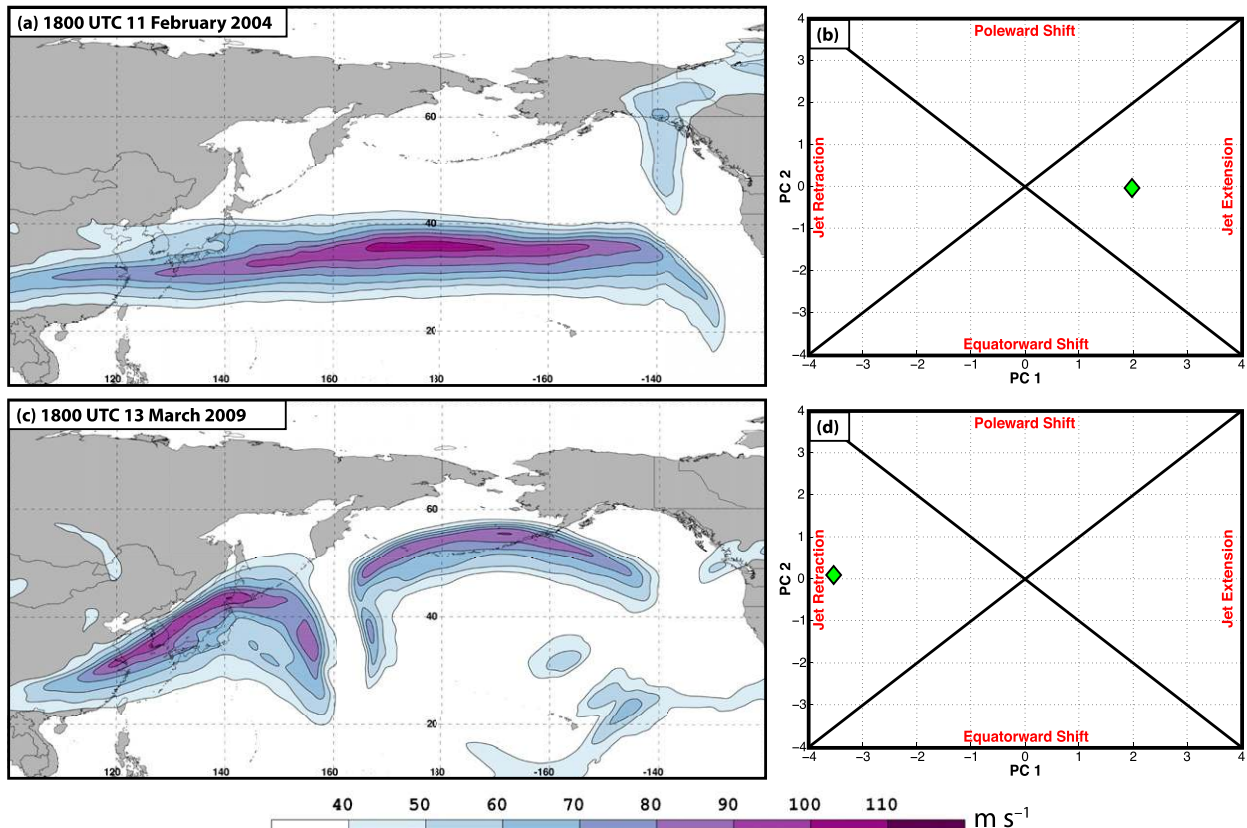 (a) 1800 UTC 11 February 2004
60
40
20
120 140 160 180 -160 -140
(b)
Poleward Shift
Jet Retraction
Jet Extension
Equatorward Shift
PC 2
4
3
2
1
0
−1
−2
−3
−4
−4 −3 −2 −1 0 1 2 3 4
PC 1
(c) 1800 UTC 13 March 2009
60
40
20
120 140 160 180 -160 -140
(d)
Poleward Shift
Jet Retraction
Jet Extension
Equatorward Shift
PC 2
4
3
2
1
0
−1
−2
−3
−4
−4 −3 −2 −1 0 1 2 3 4
PC 1
40 50 60 70 80 90 100 110 m s⁻¹